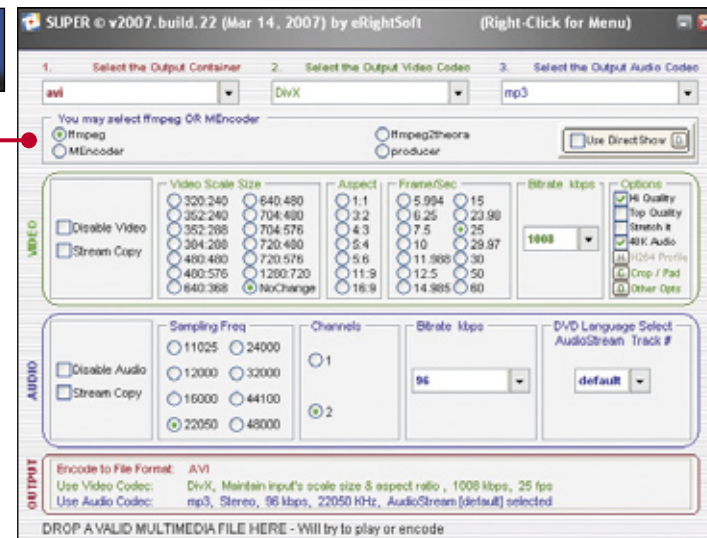 SUPER © v2007.build.22 (Mar 14, 2007) by eRightSoft (Right-Click for Menu)
1. Select the Output Container 2. Select the Output Video Codec 3. Select the Output Audio Codec
avi DivX mp3
You may select ffmpeg OR MEncoder
ffmpeg ffmpeg2theora Use DirectShow D
MEncoder producer
VIDEO
Disable Video
Stream Copy
Video Scale Size
320:240 640:480
352:240 704:480
352:288 704:576
384:288 720:480
480:480 720:576
480:576 1280:720
640:368 NoChange
Aspect
1:1
3:2
4:3
5:4
5:6
11:9
16:9
Frame/Sec
5.994 15
6.25 23.98
7.5 25
10 29.97
11.988 30
12.5 50
14.985 60
Bitrate kbps
1008
Options
Hi Quality
Top Quality
Stretch it
48K Audio
H H264 Profile
C Crop / Pad
O Other Opts
AUDIO
Disable Audio
Stream Copy
Sampling Freq
11025 24000
12000 32000
16000 44100
22050 48000
Channels
1
2
Bitrate kbps
96
DVD Language Select
AudioStream Track #
default
OUTPUT
Encode to File Format: AVI
Use Video Codec: DivX, Maintain input's scale size & aspect ratio , 1008 kbps, 25 fps
Use Audio Codec: mp3, Stereo, 96 kbps, 22050 KHz, AudioStream [default] selected
DROP A VALID MULTIMEDIA FILE HERE - Will try to play or encode